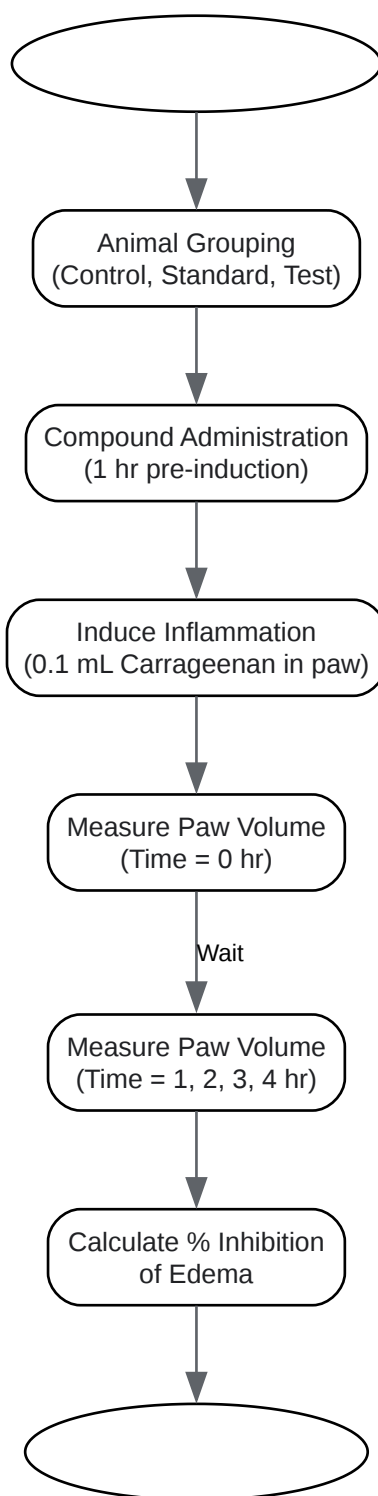 Animal Grouping
(Control, Standard, Test)
Compound Administration
(1 hr pre-induction)
Induce Inflammation
(0.1 mL Carrageenan in paw)
Measure Paw Volume
(Time = 0 hr)
Wait
Measure Paw Volume
(Time = 1, 2, 3, 4 hr)
Calculate % Inhibition
of Edema